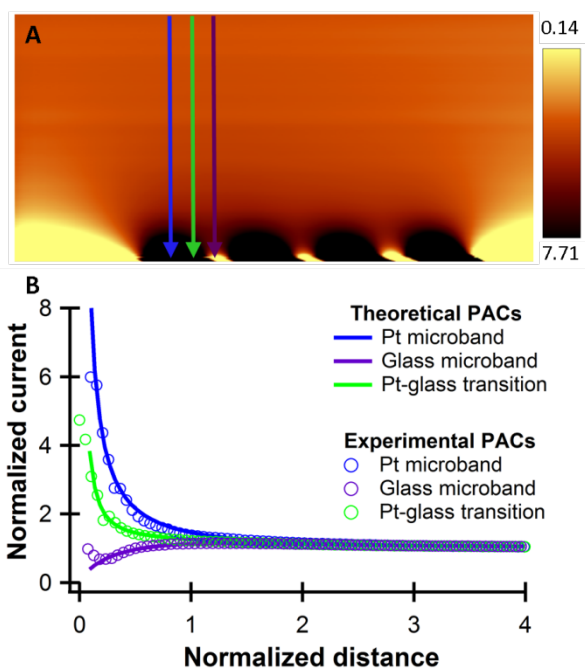 A
0.14
7.71
B
8
6
4
2
0
Normalized current
Theoretical PACs
Pt microband
Glass microband
Pt-glass transition
Experimental PACs
Pt microband
Glass microband
Pt-glass transition
0 1 2 3 4
Normalized distance